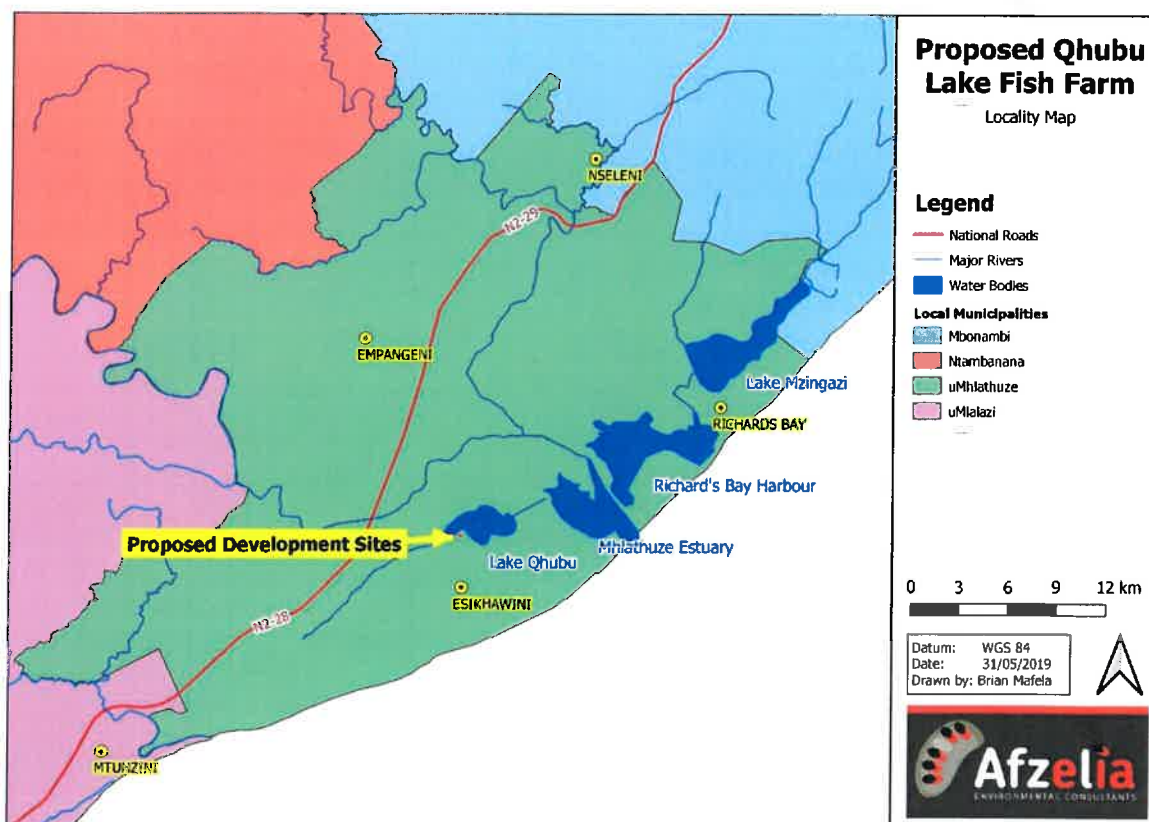 Proposed Qhubu
Lake Fish Farm
Locality Map
Legend
National Roads
Major Rivers
Water Bodies
Local Municipalities
Mbonambi
Ntambanana
uMhlathuze
uMlalazi
0 3 6 9 12 km
Datum: WGS 84
Date: 31/05/2019
Drawn by: Brian Mafela
Afzelia
ENVIRONMENTAL CONSULTANTS
NSELENI
N2-29
EMPANGENI
Lake Mzingazi
RICHARDS BAY
Richard's Bay Harbour
Proposed Development Sites
Mhlathuze Estuary
Lake Qhubu
ESIKHAWINI
N2-28
MTUNZINI